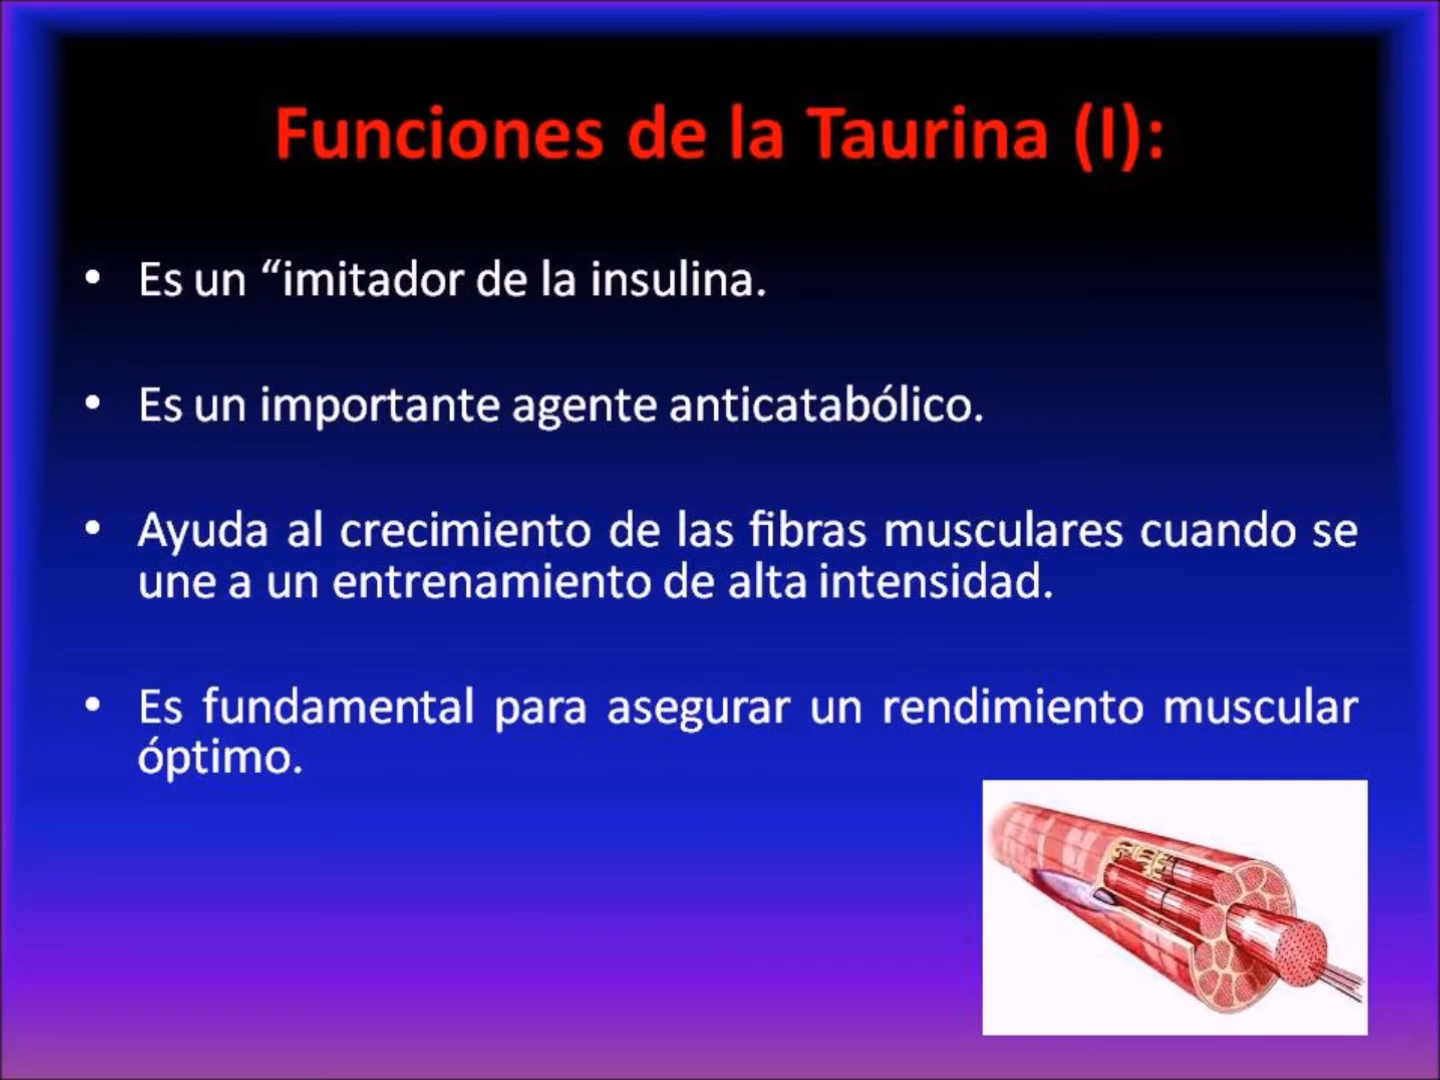 Funciones de la Taurina (I):
• Es un “imitador de la insulina.
• Es un importante agente anticatabólico.
• Ayuda al crecimiento de las fibras musculares cuando se
une a un entrenamiento de alta intensidad.
• Es fundamental para asegurar un rendimiento muscular
óptimo.